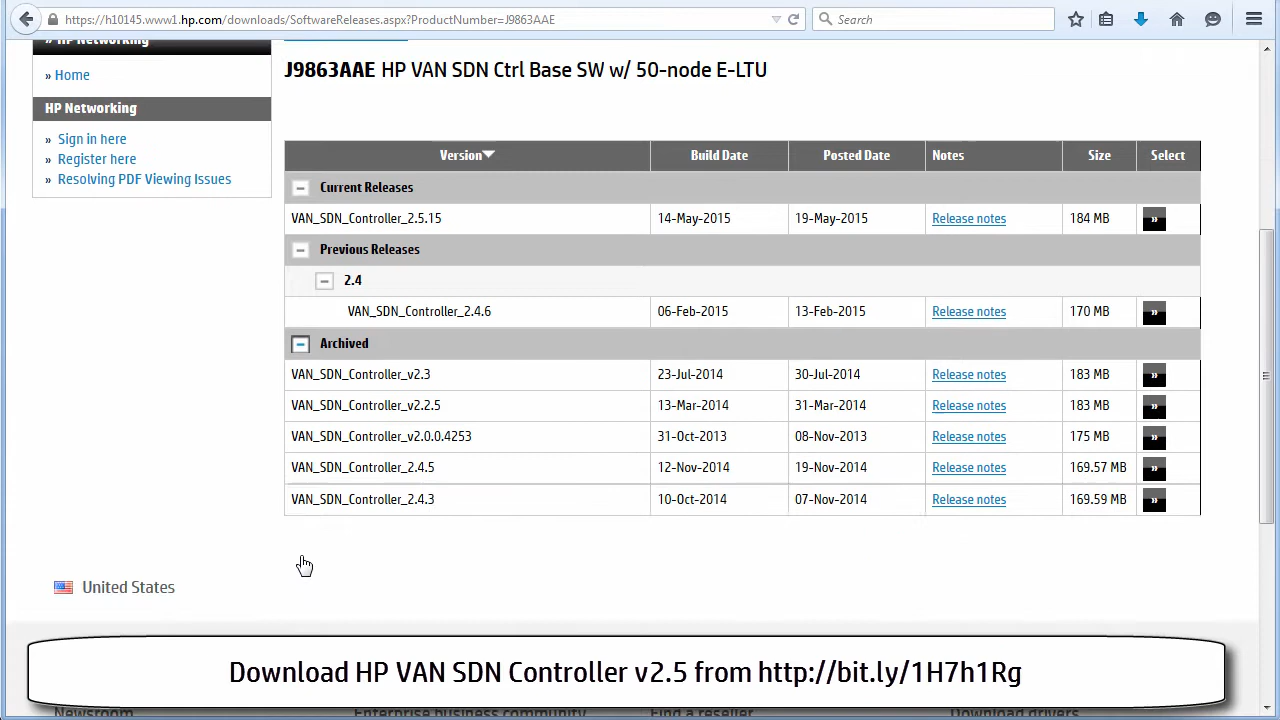 https://h10145.www1.hp.com/downloads/SoftwareReleases.aspx?ProductNumber=J9863AAE
Search
» HP Networking
» Home
HP Networking
» Sign in here
» Register here
» Resolving PDF Viewing Issues
J9863AAE HP VAN SDN Ctrl Base SW w/ 50-node E-LTU
Version Build Date Posted Date Notes Size Select
Current Releases
VAN_SDN_Controller_2.5.15 14-May-2015 19-May-2015 Release notes 184 MB »
Previous Releases
2.4
VAN_SDN_Controller_2.4.6 06-Feb-2015 13-Feb-2015 Release notes 170 MB »
Archived
VAN_SDN_Controller_v2.3 23-Jul-2014 30-Jul-2014 Release notes 183 MB »
VAN_SDN_Controller_v2.2.5 13-Mar-2014 31-Mar-2014 Release notes 183 MB »
VAN_SDN_Controller_v2.0.0.4253 31-Oct-2013 08-Nov-2013 Release notes 175 MB »
VAN_SDN_Controller_2.4.5 12-Nov-2014 19-Nov-2014 Release notes 169.57 MB »
VAN_SDN_Controller_2.4.3 10-Oct-2014 07-Nov-2014 Release notes 169.59 MB »
United States
Download HP VAN SDN Controller v2.5 from http://bit.ly/1H7h1Rg
Newsroom Enterprise business community Find a reseller Download drivers